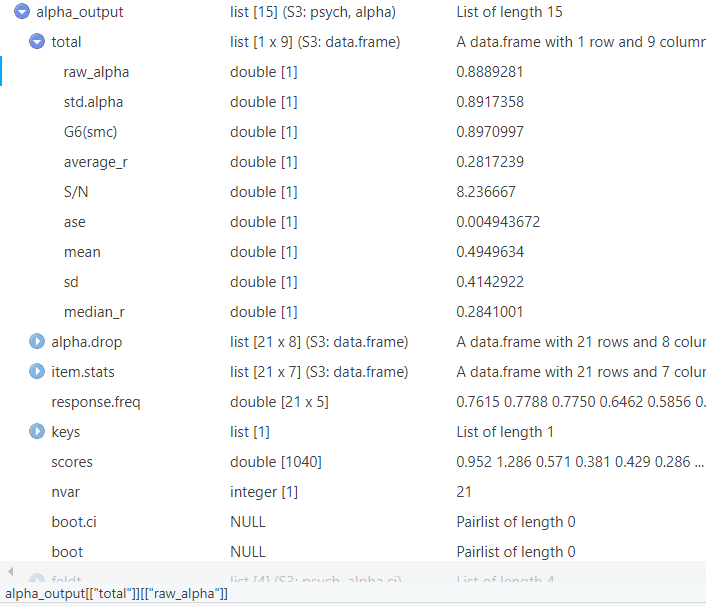 alpha_output list [15] (S3: psych, alpha) List of length 15
total list [1 x 9] (S3: data.frame) A data.frame with 1 row and 9 column
raw_alpha double [1] 0.8889281
std.alpha double [1] 0.8917358
G6(smc) double [1] 0.8970997
average_r double [1] 0.2817239
S/N double [1] 8.236667
ase double [1] 0.004943672
mean double [1] 0.4949634
sd double [1] 0.4142922
median_r double [1] 0.2841001
alpha.drop list [21 x 8] (S3: data.frame) A data.frame with 21 rows and 8 colur
item.stats list [21 x 7] (S3: data.frame) A data.frame with 21 rows and 7 colur
response.freq double [21 x 5] 0.7615 0.7788 0.7750 0.6462 0.5856 0.
keys list [1] List of length 1
scores double [1040] 0.952 1.286 0.571 0.381 0.429 0.286 ...
nvar integer [1] 21
boot.ci NULL Pairlist of length 0
boot NULL Pairlist of length 0
feldt list [4] (S3: psych, alpha.ci) List of length 4
alpha_output[["total"]][["raw_alpha"]]